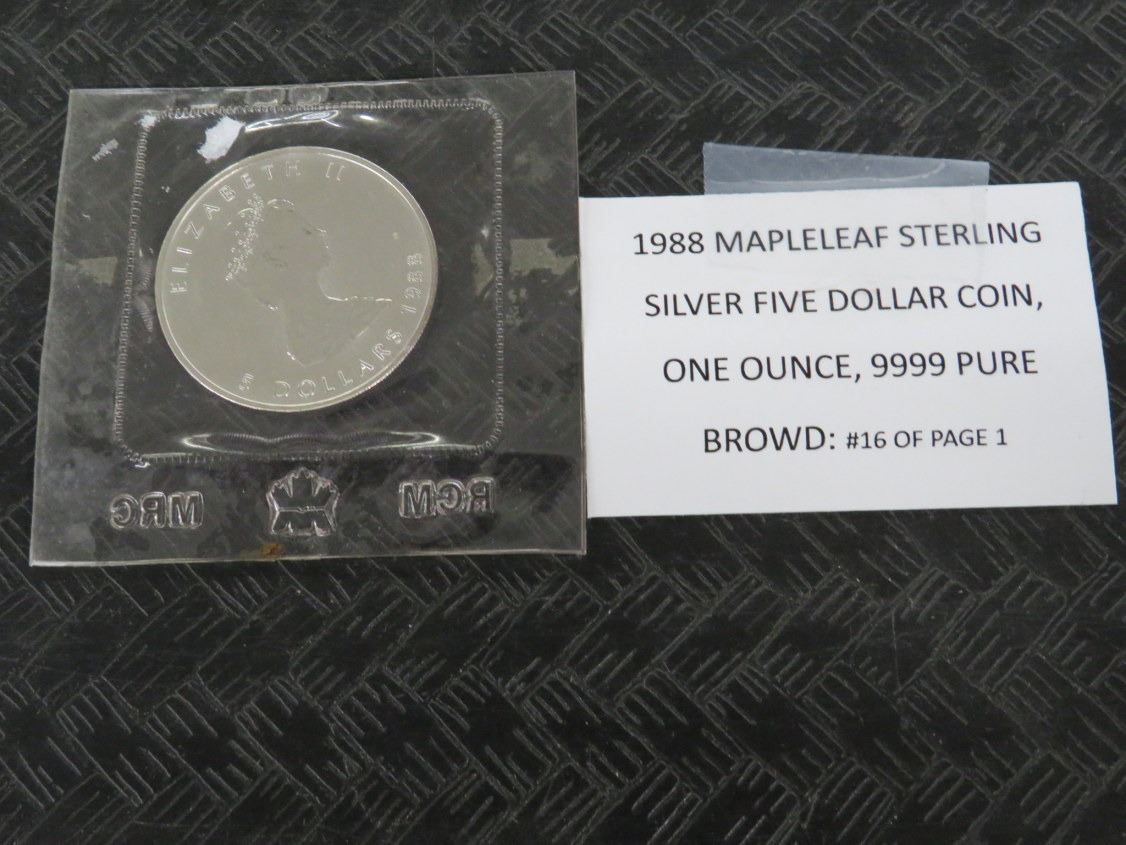 ELIZABETH II
5 DOLLARS 1988
MRC RCM
1988 MAPLELEAF STERLING
SILVER FIVE DOLLAR COIN,
ONE OUNCE, 9999 PURE
BROWD: #16 OF PAGE 1